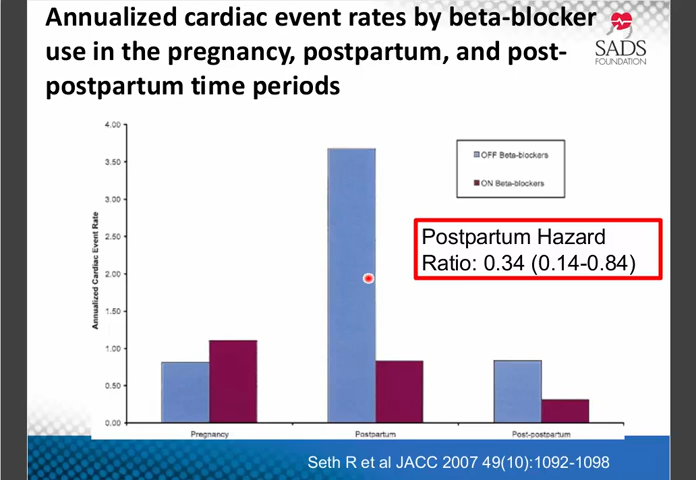 Annualized cardiac event rates by beta-blocker
use in the pregnancy, postpartum, and post-
postpartum time periods
SADS
FOUNDATION
4.00
3.50
3.00
2.50
2.00
1.50
1.00
0.50
0.00
Annualized Cardiac Event Rate
OFF Beta-blockers
ON Beta-blockers
Postpartum Hazard
Ratio: 0.34 (0.14-0.84)
Pregnancy
Postpartum
Post-postpartum
Seth R et al JACC 2007 49(10):1092-1098